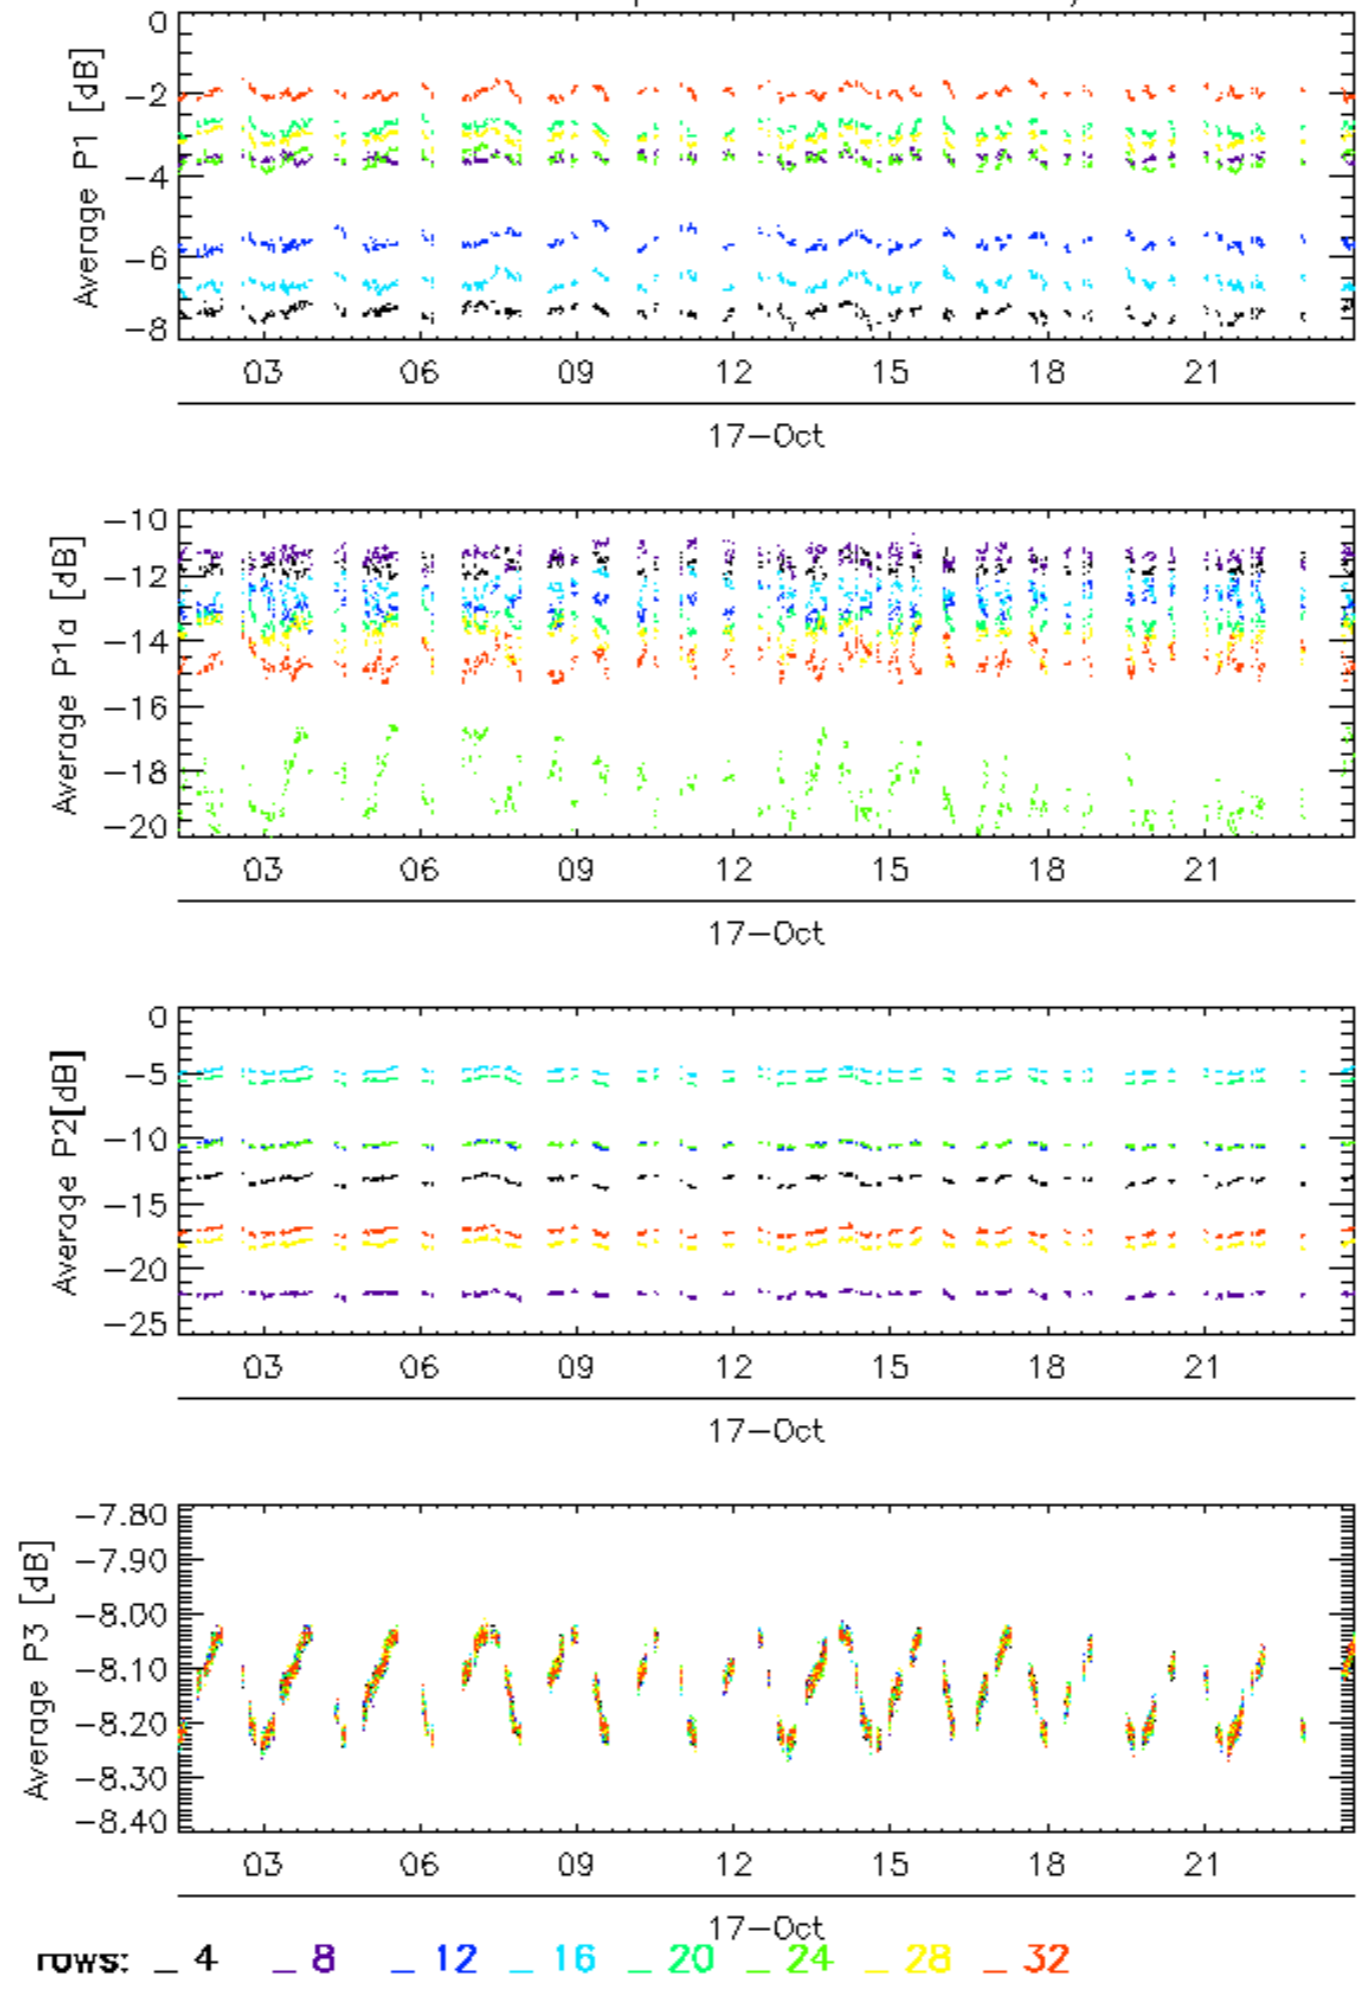 Average P1 [dB]
0
−2
−4
−6
−8
03 06 09 12 15 18 21
17−Oct
Average P1a [dB]
−10
−12
−14
−16
−18
−20
03 06 09 12 15 18 21
17−Oct
Average P2[dB]
0
−5
−10
−15
−20
−25
03 06 09 12 15 18 21
17−Oct
Average P3 [dB]
−7.80
−7.90
−8.00
−8.10
−8.20
−8.30
−8.40
03 06 09 12 15 18 21
17−Oct
rows: _ 4 _ 8 _ 12 _ 16 _ 20 _ 24 _ 28 _ 32